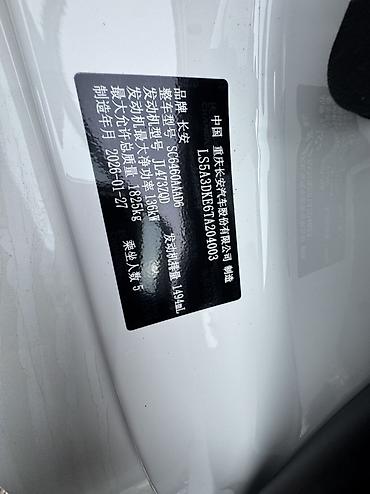 中国 重庆长安汽车股份有限公司 制造
LS5A3DKE6TA204003
品牌 长安
整车型号 SC6460AAAD6
发动机型号 JL473ZQD 发动机排量 1494mL
发动机最大净功率 136kW
最大允许总质量 1825kg 乘坐人数 5
制造年月 2026-01-27